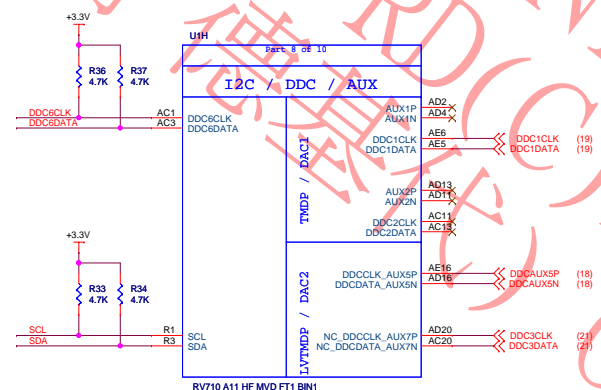 +3.3V
U1H
Part 8 of 10
R36 R37
4.7K 4.7K
I2C / DDC / AUX
DDC6CLK AC1 DDC6CLK
DDC6DATA AC3 DDC6DATA
AUX1P AD2
AUX1N AD4
DDC1CLK AE6 DDC1CLK (19)
DDC1DATA AE5 DDC1DATA (19)
TMDP / DAC1
AUX2P AD13
AUX2N AD11
DDC2CLK AC11
DDC2DATA AC13
+3.3V
R33 R34
4.7K 4.7K
DDCCLK_AUX5P AE16 DDCAUX5P (18)
DDCDATA_AUX5N AD16 DDCAUX5N (18)
LVTMDP / DAC2
SCL R1 SCL
SDA R3 SDA
NC_DDCCLK_AUX7P AD20 DDC3CLK (21)
NC_DDCDATA_AUX7N AC20 DDC3DATA (21)
RV710 A11 HF MVD FT1 BIN1
德基代